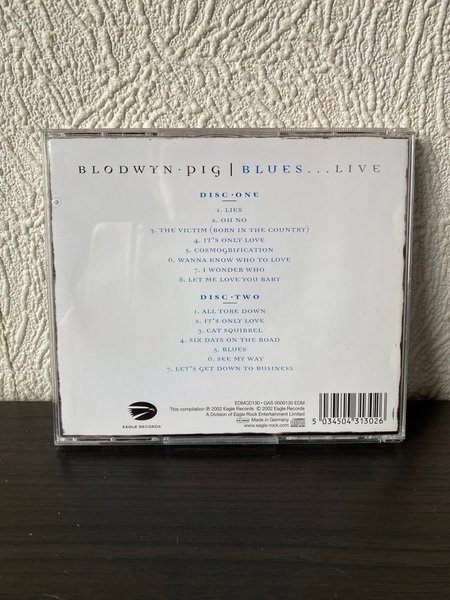 BLODWYN·PIG | BLUES...LIVE
DISC·ONE
1. LIES
2. OH NO
3. THE VICTIM (BORN IN THE COUNTRY)
4. IT'S ONLY LOVE
5. COSMOGRIFICATION
6. WANNA KNOW WHO TO LOVE
7. I WONDER WHO
8. LET ME LOVE YOU BABY
DISC·TWO
1. ALL TORE DOWN
2. IT'S ONLY LOVE
3. CAT SQUIRREL
4. SIX DAYS ON THE ROAD
5. BLUES
6. SEE MY WAY
7. LET'S GET DOWN TO BUSINESS
EDMCD130 • GAS 0000130 EDM
This compilation ℗ 2002 Eagle Records © 2002 Eagle Records
A Division of Eagle Rock Entertainment Limited
Made in Germany
www.eagle-rock.com
EAGLE RECORDS
5 034504 313026